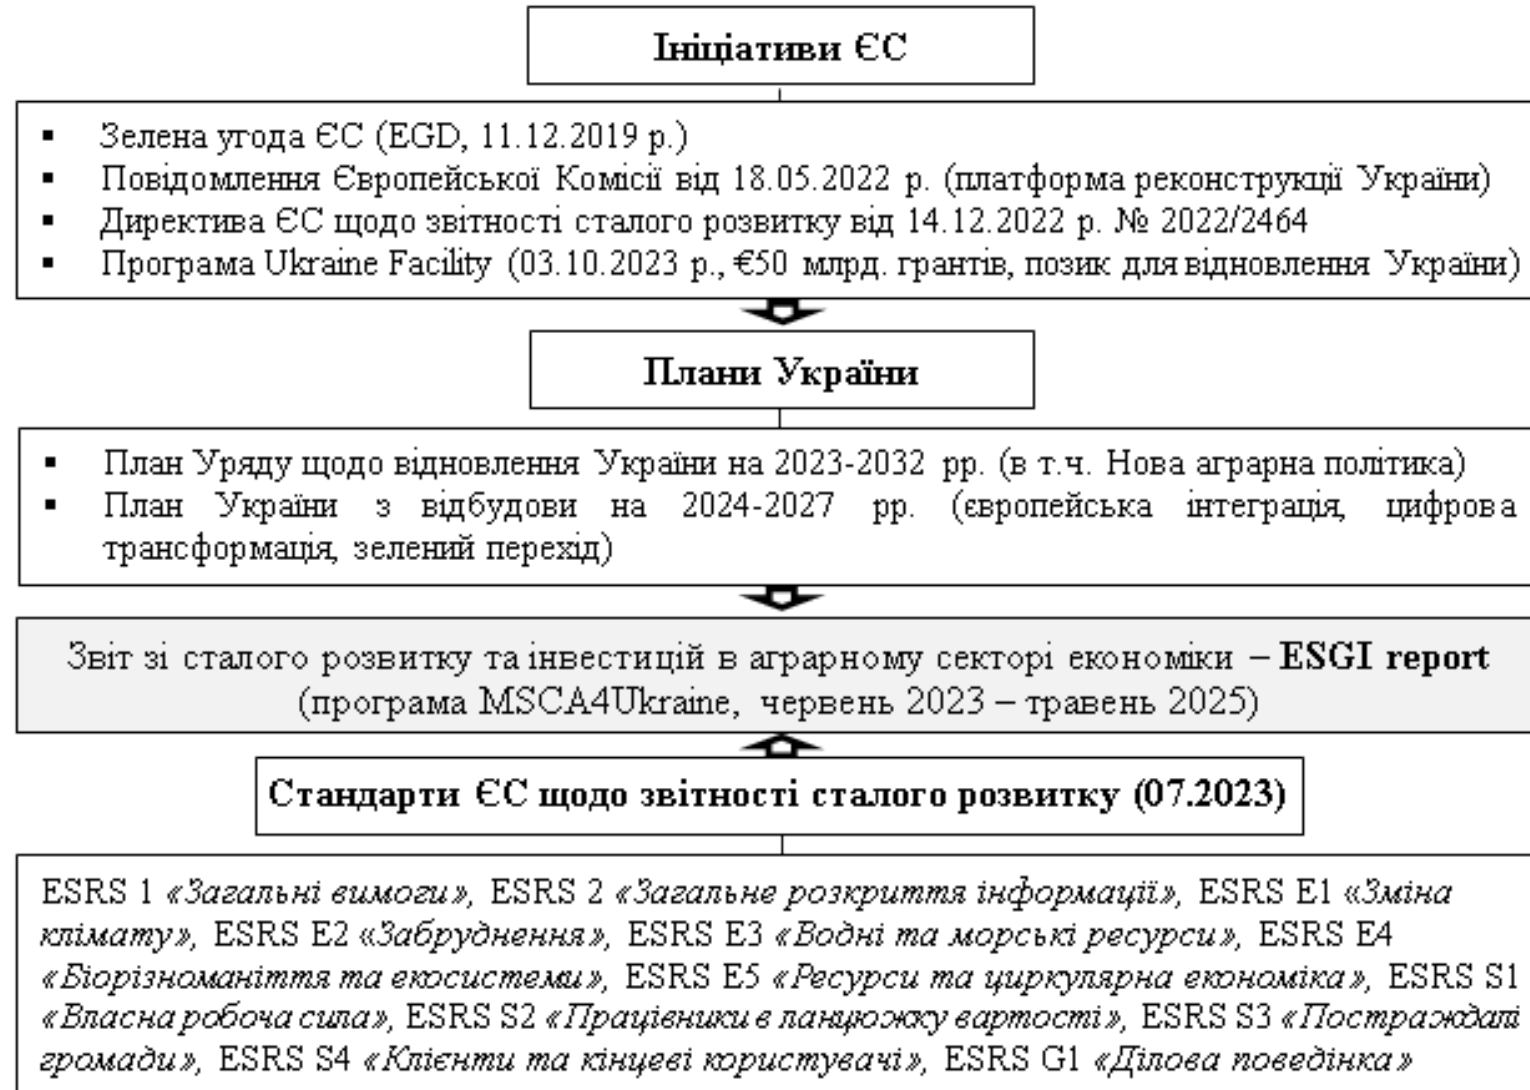 Ініціативи ЄС
▪ Зелена угода ЄС (EGD, 11.12.2019 р.)
▪ Повідомлення Європейської Комісії від 18.05.2022 р. (платформа реконструкції України)
▪ Директива ЄС щодо звітності сталого розвитку від 14.12.2022 р. № 2022/2464
▪ Програма Ukraine Facility (03.10.2023 р., €50 млрд. грантів, позик для відновлення України)
Плани України
▪ План Уряду щодо відновлення України на 2023-2032 рр. (в т.ч. Нова аграрна політика)
▪ План України з відбудови на 2024-2027 рр. (європейська інтеграція, цифрова
трансформація, зелений перехід)
Звіт зі сталого розвитку та інвестицій в аграрному секторі економіки – ESGI report
(програма MSCA4Ukraine, червень 2023 – травень 2025)
Стандарти ЄС щодо звітності сталого розвитку (07.2023)
ESRS 1 «Загальні вимоги», ESRS 2 «Загальне розкриття інформації», ESRS E1 «Зміна
клімату», ESRS E2 «Забруднення», ESRS E3 «Водні та морські ресурси», ESRS E4
«Біорізноманіття та екосистеми», ESRS E5 «Ресурси та циркулярна економіка», ESRS S1
«Власна робоча сила», ESRS S2 «Працівники в ланцюжку вартості», ESRS S3 «Постраждалі
громади», ESRS S4 «Клієнти та кінцеві користувачі», ESRS G1 «Ділова поведінка»